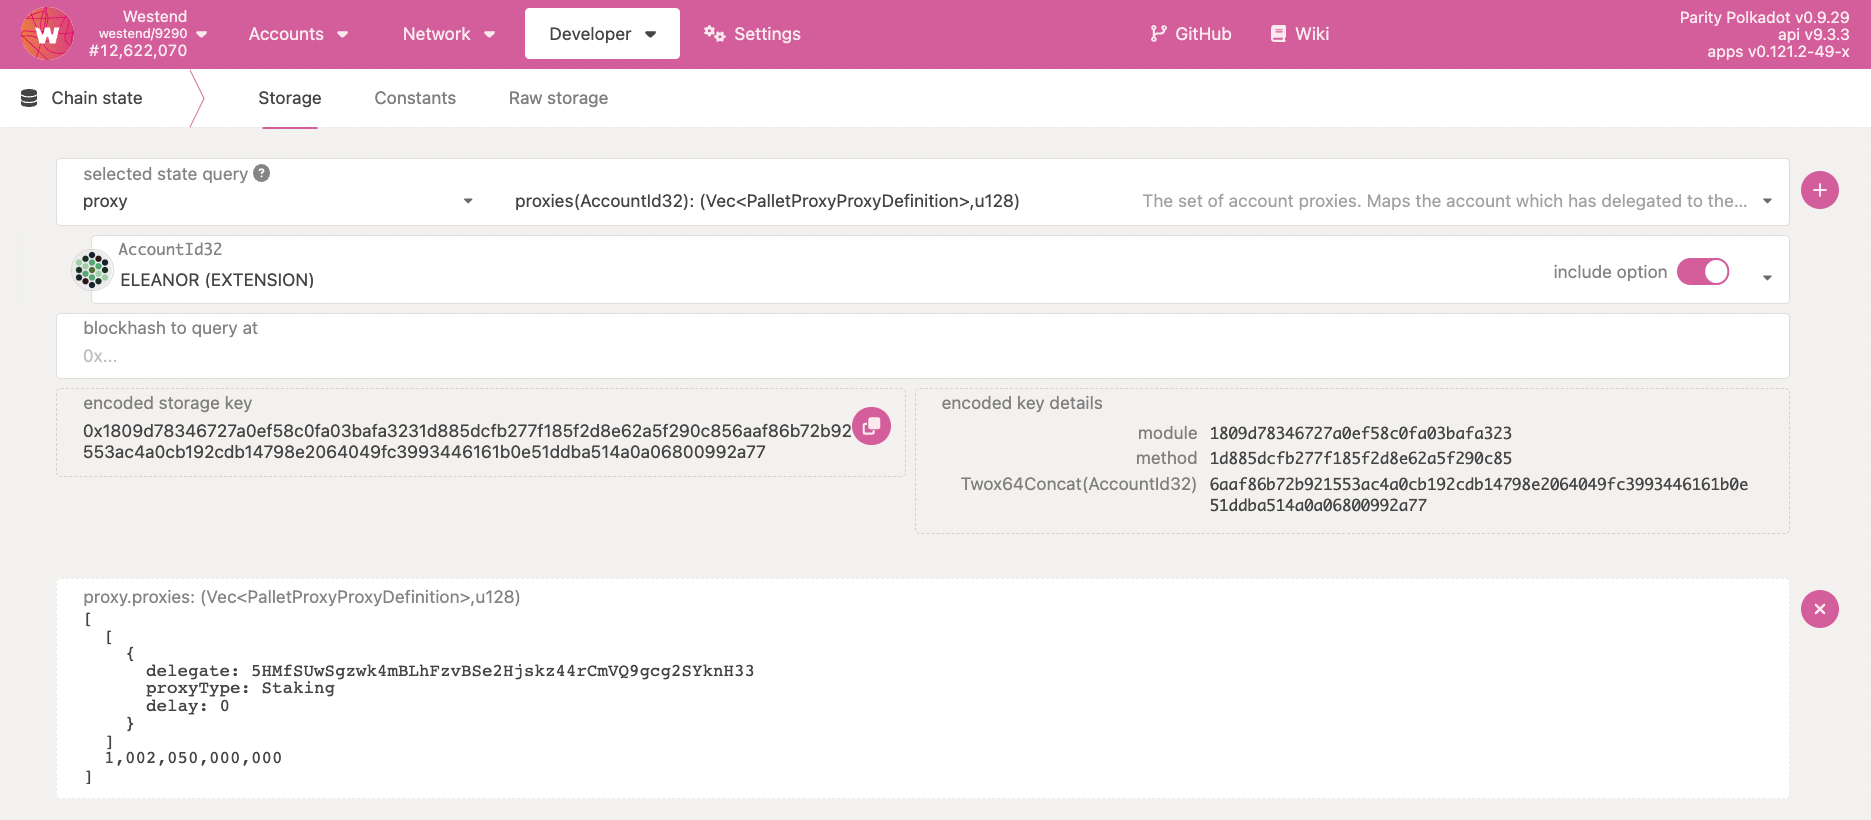 Westend
westend/9290
#12,622,070
Accounts
Network
Developer
Settings
GitHub
Wiki
Parity Polkadot v0.9.29
api v9.3.3
apps v0.121.2-49-x
Chain state
Storage
Constants
Raw storage
selected state query
proxy
proxies(AccountId32): (Vec<PalletProxyProxyDefinition>,u128)
The set of account proxies. Maps the account which has delegated to the...
AccountId32
ELEANOR (EXTENSION)
include option
blockhash to query at
0x...
encoded storage key
0x1809d78346727a0ef58c0fa03bafa3231d885dcfb277f185f2d8e62a5f290c856aaf86b72b92
553ac4a0cb192cdb14798e2064049fc3993446161b0e51ddba514a0a06800992a77
encoded key details
module 1809d78346727a0ef58c0fa03bafa323
method 1d885dcfb277f185f2d8e62a5f290c85
Twox64Concat(AccountId32) 6aaf86b72b921553ac4a0cb192cdb14798e2064049fc3993446161b0e
51ddba514a0a06800992a77
proxy.proxies: (Vec<PalletProxyProxyDefinition>,u128)
[
[
{
delegate: 5HMfSUwSgzwk4mBLhFzvBSe2Hjskz44rCmVQ9gcg2SYknH33
proxyType: Staking
delay: 0
}
]
1,002,050,000,000
]